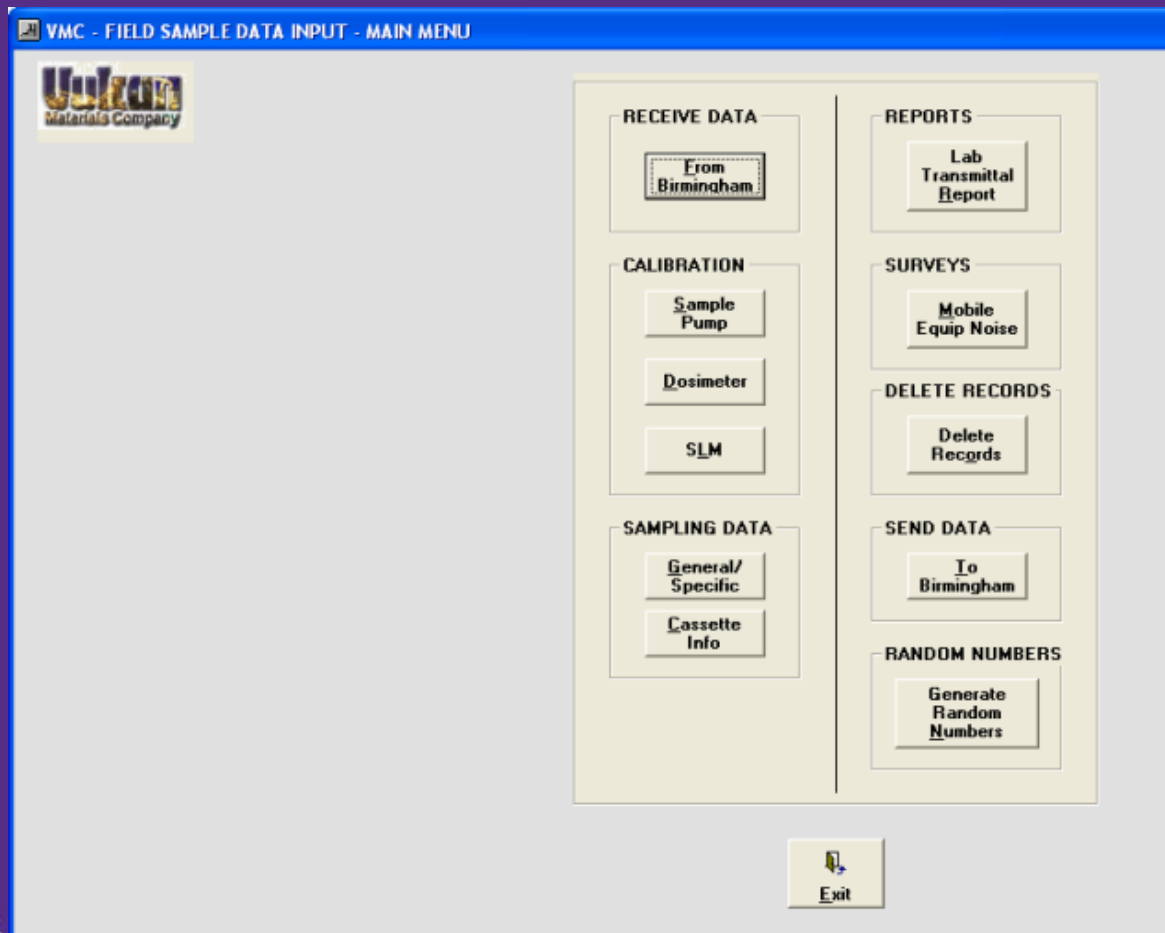 VMC - FIELD SAMPLE DATA INPUT - MAIN MENU
Vulcan
Materials Company
RECEIVE DATA
From
Birmingham
CALIBRATION
Sample
Pump
Dosimeter
SLM
SAMPLING DATA
General/
Specific
Cassette
Info
REPORTS
Lab
Transmittal
Report
SURVEYS
Mobile
Equip Noise
DELETE RECORDS
Delete
Records
SEND DATA
To
Birmingham
RANDOM NUMBERS
Generate
Random
Numbers
Exit